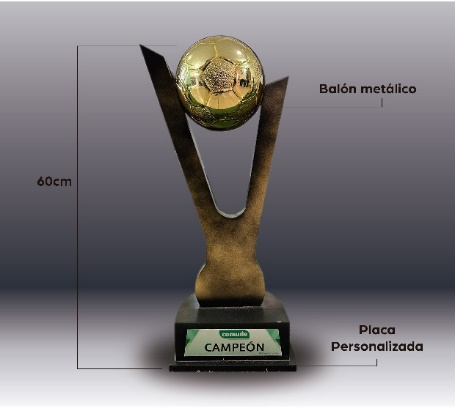 Balón metálico
60cm
Placa
Personalizada
CAMPEÓN